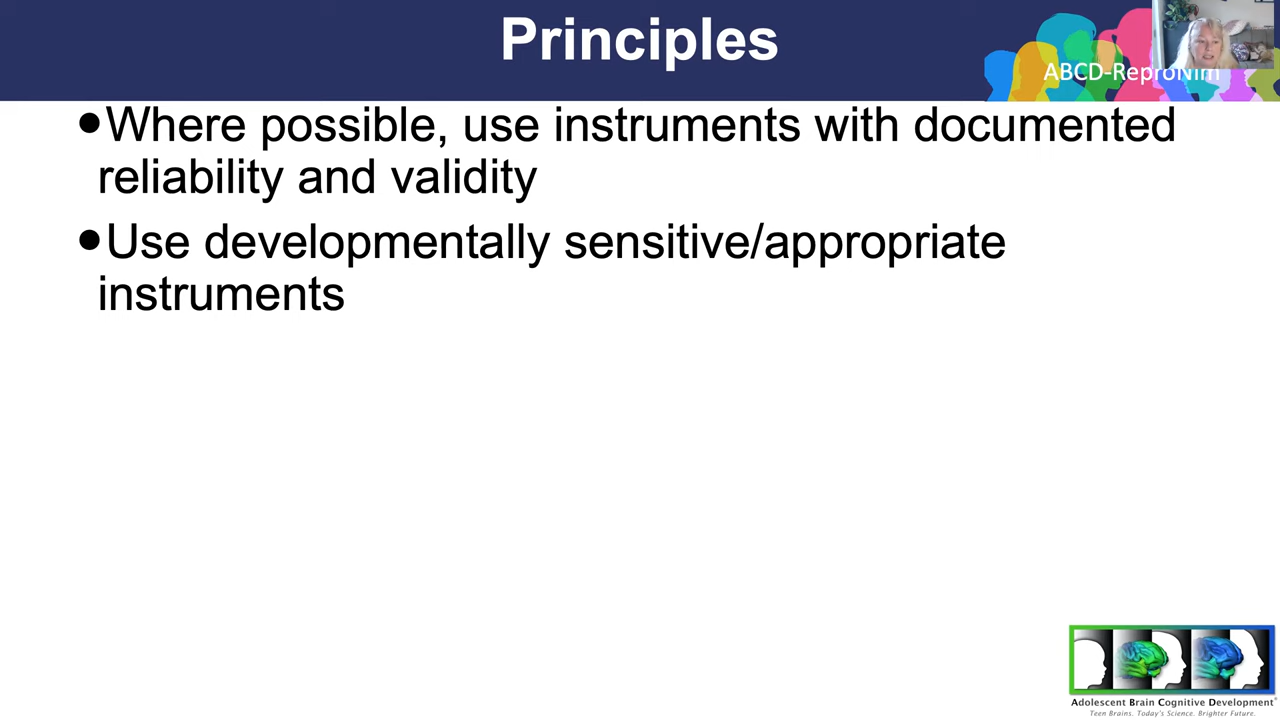 Principles
ABCD-ReproNim
•Where possible, use instruments with documented
reliability and validity
•Use developmentally sensitive/appropriate
instruments
Adolescent Brain Cognitive Development®
Teen Brains. Today's Science. Brighter Future.